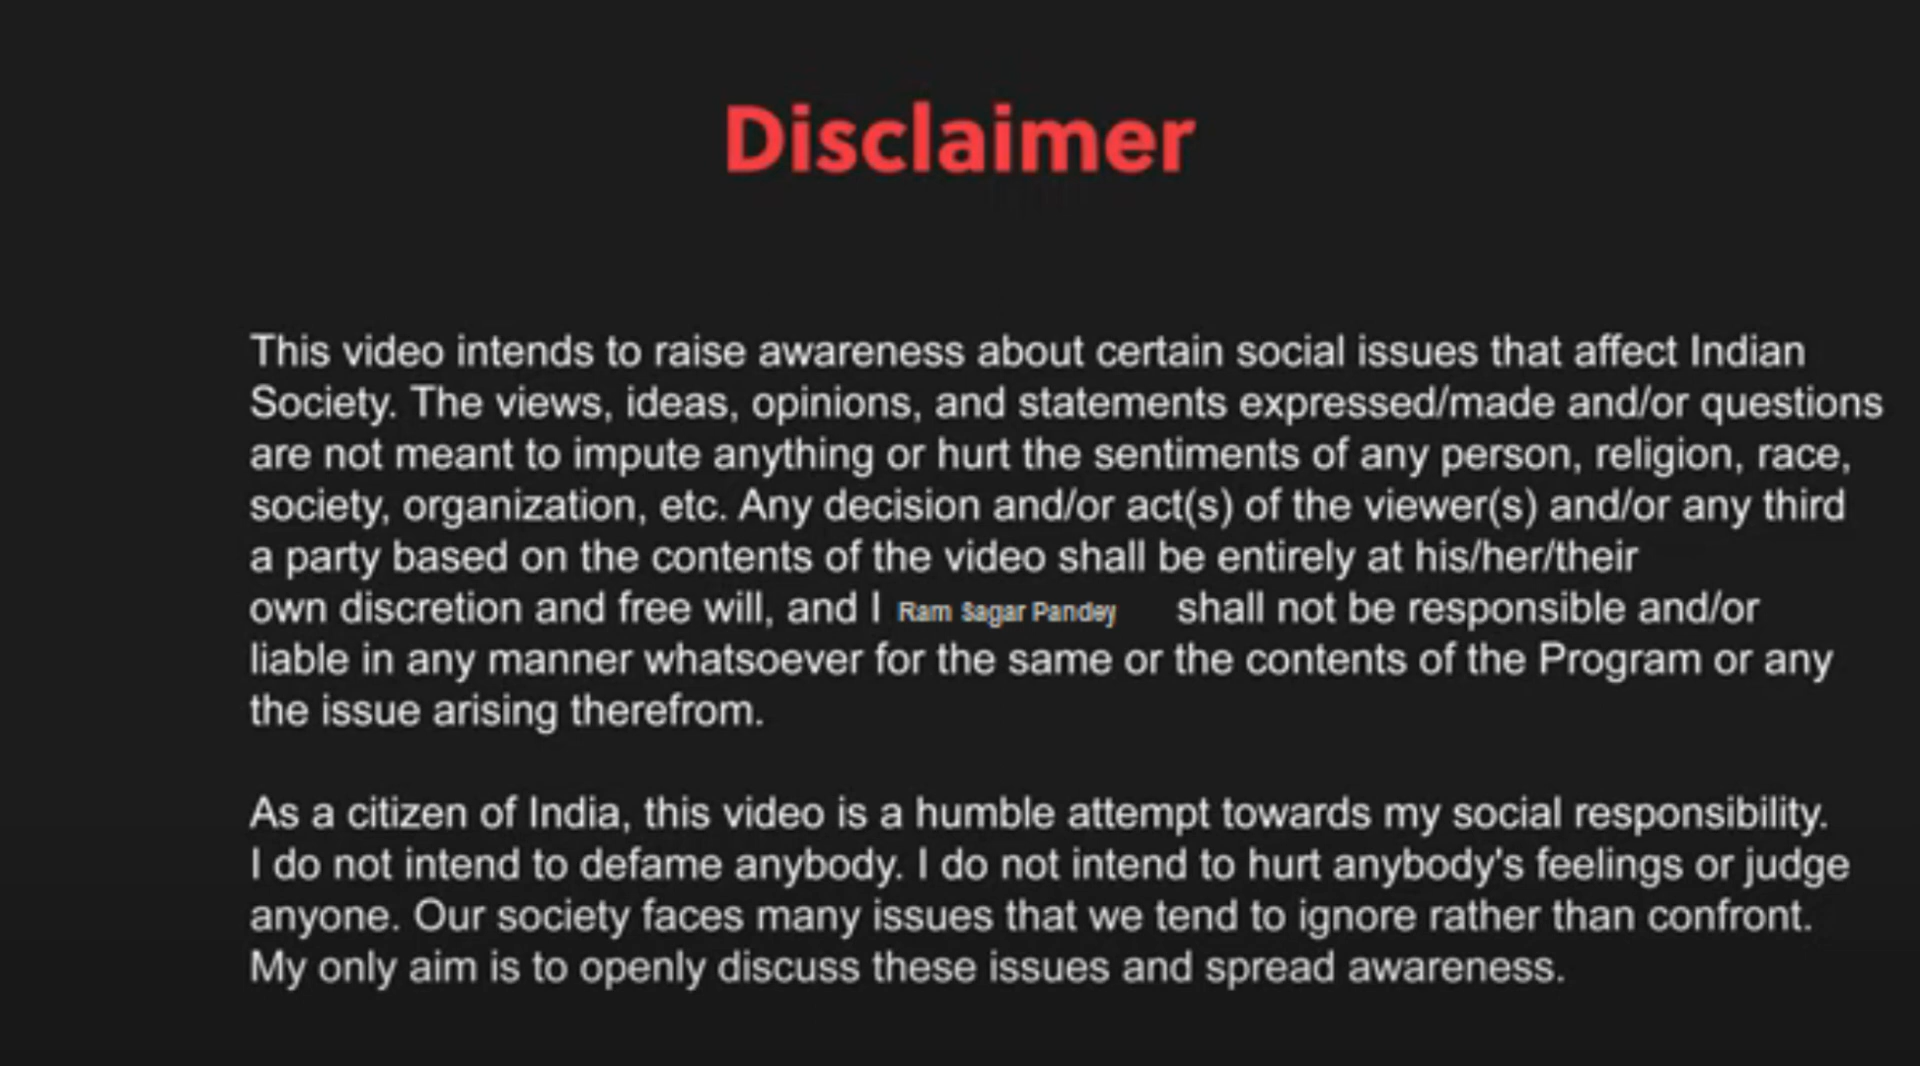 Disclaimer
This video intends to raise awareness about certain social issues that affect Indian
Society. The views, ideas, opinions, and statements expressed/made and/or questions
are not meant to impute anything or hurt the sentiments of any person, religion, race,
society, organization, etc. Any decision and/or act(s) of the viewer(s) and/or any third
a party based on the contents of the video shall be entirely at his/her/their
own discretion and free will, and I Ram Sagar Pandey shall not be responsible and/or
liable in any manner whatsoever for the same or the contents of the Program or any
the issue arising therefrom.
As a citizen of India, this video is a humble attempt towards my social responsibility.
I do not intend to defame anybody. I do not intend to hurt anybody's feelings or judge
anyone. Our society faces many issues that we tend to ignore rather than confront.
My only aim is to openly discuss these issues and spread awareness.